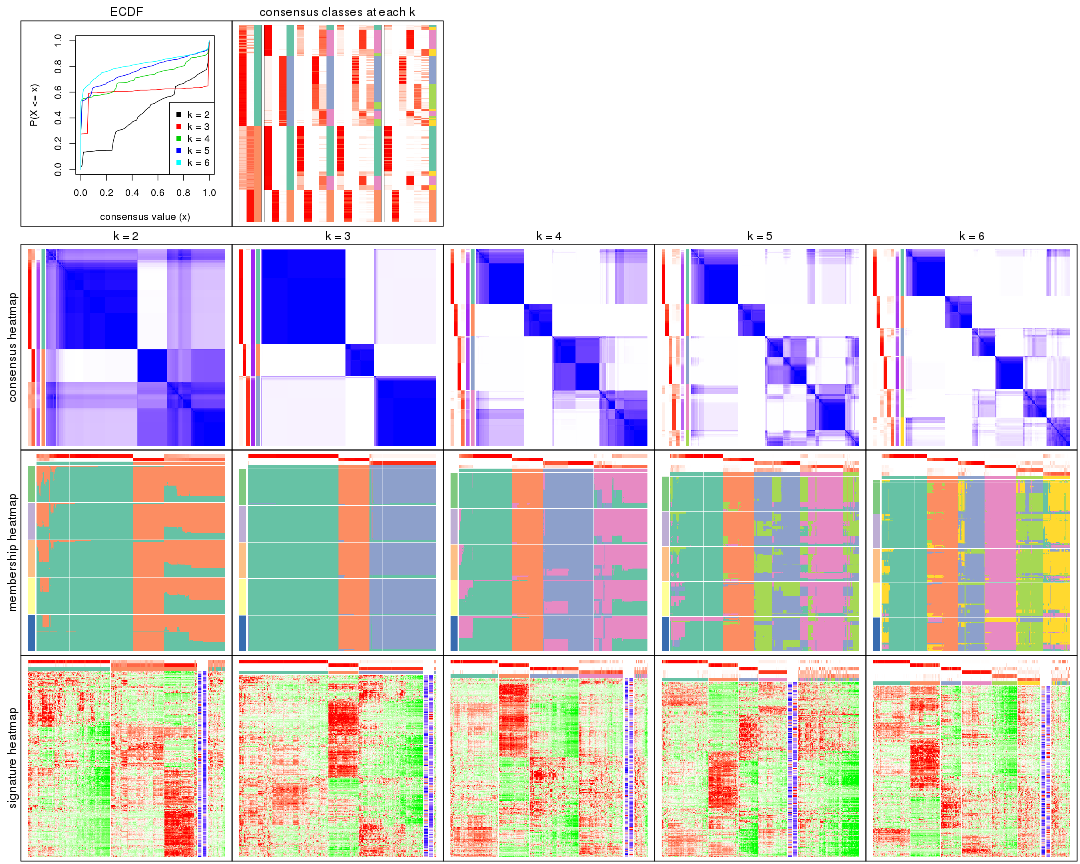 ECDF
consensus classes at each k
P(X <= x)
0.0 0.2 0.4 0.6 0.8 1.0
k = 2
k = 3
k = 4
k = 5
k = 6
0.0 0.2 0.4 0.6 0.8 1.0
consensus value (x)
k = 2 k = 3 k = 4 k = 5 k = 6
consensus heatmap
membership heatmap
signature heatmap